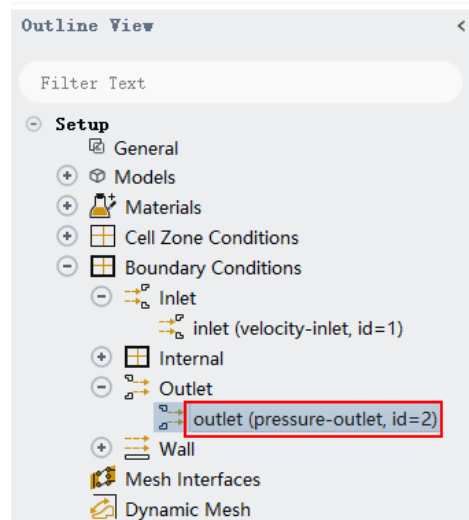 Outline View <
Filter Text
Setup
General
Models
Materials
Cell Zone Conditions
Boundary Conditions
Inlet
inlet (velocity-inlet, id=1)
Internal
Outlet
outlet (pressure-outlet, id=2)
Wall
Mesh Interfaces
Dynamic Mesh